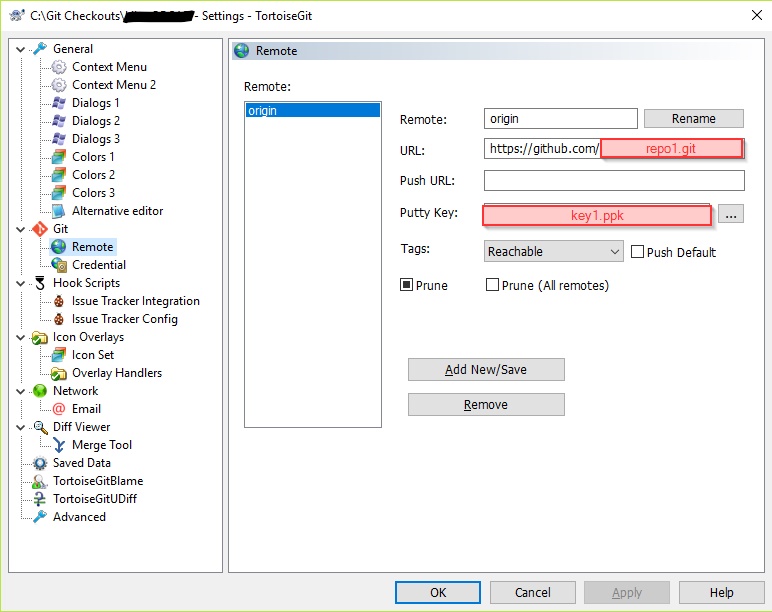 C:\Git Checkouts\ - Settings - TortoiseGit
General
Context Menu
Context Menu 2
Dialogs 1
Dialogs 2
Dialogs 3
Colors 1
Colors 2
Colors 3
Alternative editor
Git
Remote
Credential
Hook Scripts
Issue Tracker Integration
Issue Tracker Config
Icon Overlays
Icon Set
Overlay Handlers
Network
Email
Diff Viewer
Merge Tool
Saved Data
TortoiseGitBlame
TortoiseGitUDiff
Advanced
Remote
Remote:
origin
Remote: origin Rename
URL: https://github.com/ repo1.git
Push URL:
Putty Key: key1.ppk ...
Tags: Reachable Push Default
Prune Prune (All remotes)
Add New/Save
Remove
OK Cancel Apply Help